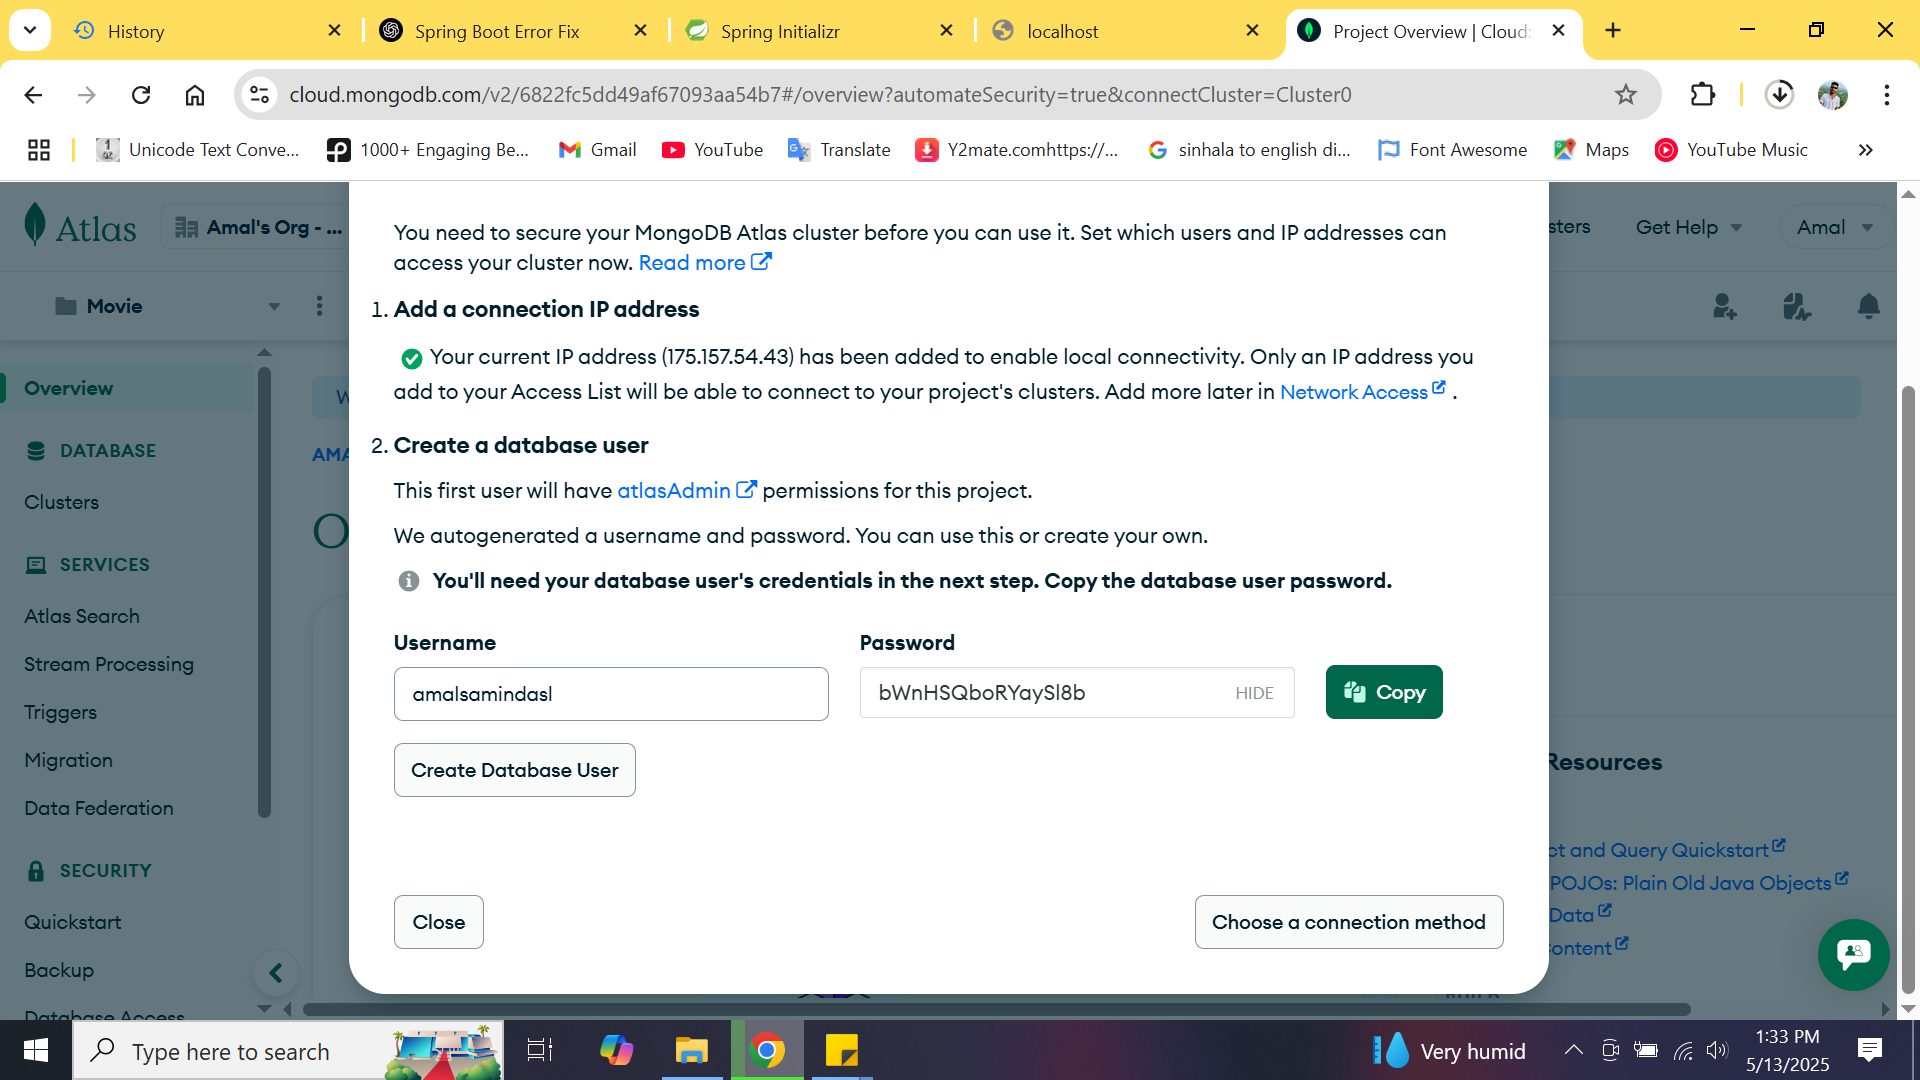 History
Spring Boot Error Fix
Spring Initializr
localhost
Project Overview | Cloud:
cloud.mongodb.com/v2/6822fc5dd49af67093aa54b7#/overview?automateSecurity=true&connectCluster=Cluster0
Unicode Text Conve...
1000+ Engaging Be...
Gmail
YouTube
Translate
Y2mate.comhttps://...
sinhala to english di...
Font Awesome
Maps
YouTube Music
Atlas
Amal's Org - ...
Get Help
Amal
Movie
Overview
DATABASE
Clusters
SERVICES
Atlas Search
Stream Processing
Triggers
Migration
Data Federation
SECURITY
Quickstart
Backup
Database Access
You need to secure your MongoDB Atlas cluster before you can use it. Set which users and IP addresses can
access your cluster now. Read more
1. Add a connection IP address
Your current IP address (175.157.54.43) has been added to enable local connectivity. Only an IP address you
add to your Access List will be able to connect to your project's clusters. Add more later in Network Access .
2. Create a database user
This first user will have atlasAdmin permissions for this project.
We autogenerated a username and password. You can use this or create your own.
You'll need your database user's credentials in the next step. Copy the database user password.
Username
Password
amalsamindasl
bWnHSQboRYaySl8b
HIDE
Copy
Create Database User
Close
Choose a connection method
Resources
ct and Query Quickstart
POJOs: Plain Old Java Objects
Data
Content
Type here to search
Very humid
1:33 PM
5/13/2025